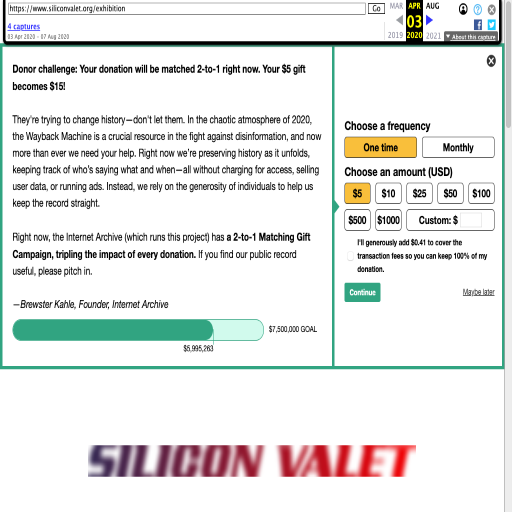 https://www.siliconvalet.org/exhibition
Go
MAR APR AUG
4 captures
03
03 Apr 2020 - 07 Aug 2020
2019 2020 2021
About this capture
Donor challenge: Your donation will be matched 2-to-1 right now. Your $5 gift
becomes $15!
They're trying to change history—don't let them. In the chaotic atmosphere of 2020,
the Wayback Machine is a crucial resource in the fight against disinformation, and now
more than ever we need your help. Right now we're preserving history as it unfolds,
keeping track of who's saying what and when—all without charging for access, selling
user data, or running ads. Instead, we rely on the generosity of individuals to help us
keep the record straight.
Right now, the Internet Archive (which runs this project) has a 2-to-1 Matching Gift
Campaign, tripling the impact of every donation. If you find our public record
useful, please pitch in.
—Brewster Kahle, Founder, Internet Archive
$7,500,000 GOAL
$5,995,263
Choose a frequency
One time Monthly
Choose an amount (USD)
$5 $10 $25 $50 $100
$500 $1000 Custom: $
I'll generously add $0.41 to cover the
transaction fees so you can keep 100% of my
donation.
Continue Maybe later
SILICON VALET